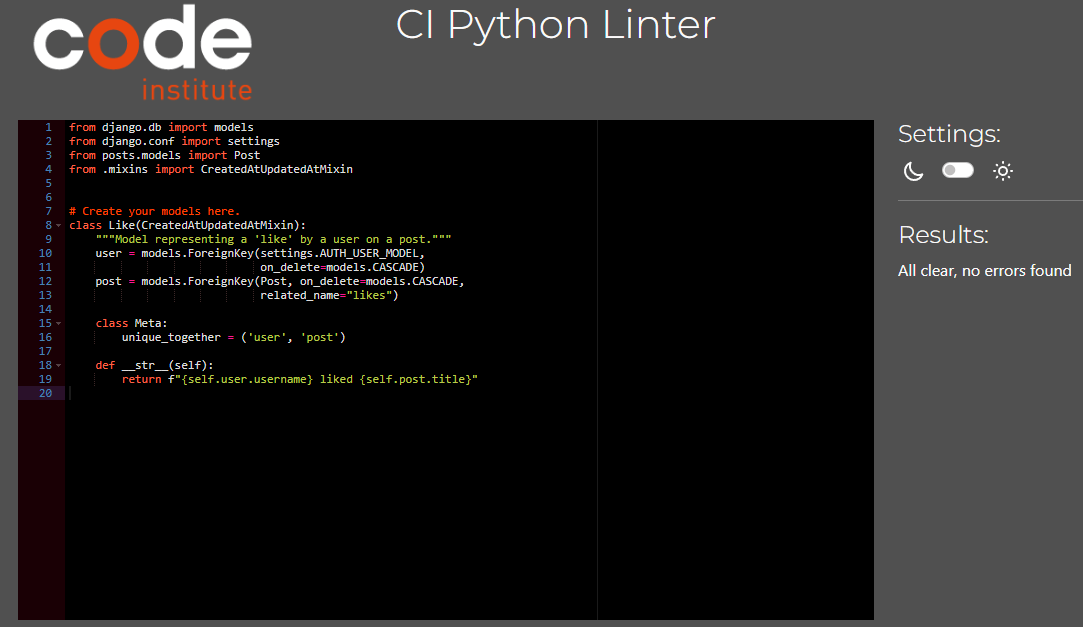 code
institute
CI Python Linter
1 from django.db import models
2 from django.conf import settings
3 from posts.models import Post
4 from .mixins import CreatedAtUpdatedAtMixin
5
6
7 # Create your models here.
8 class Like(CreatedAtUpdatedAtMixin):
9     """Model representing a 'like' by a user on a post."""
10     user = models.ForeignKey(settings.AUTH_USER_MODEL,
11                              on_delete=models.CASCADE)
12     post = models.ForeignKey(Post, on_delete=models.CASCADE,
13                              related_name="likes")
14
15     class Meta:
16         unique_together = ('user', 'post')
17
18     def __str__(self):
19         return f"{self.user.username} liked {self.post.title}"
20
Settings:
Results:
All clear, no errors found